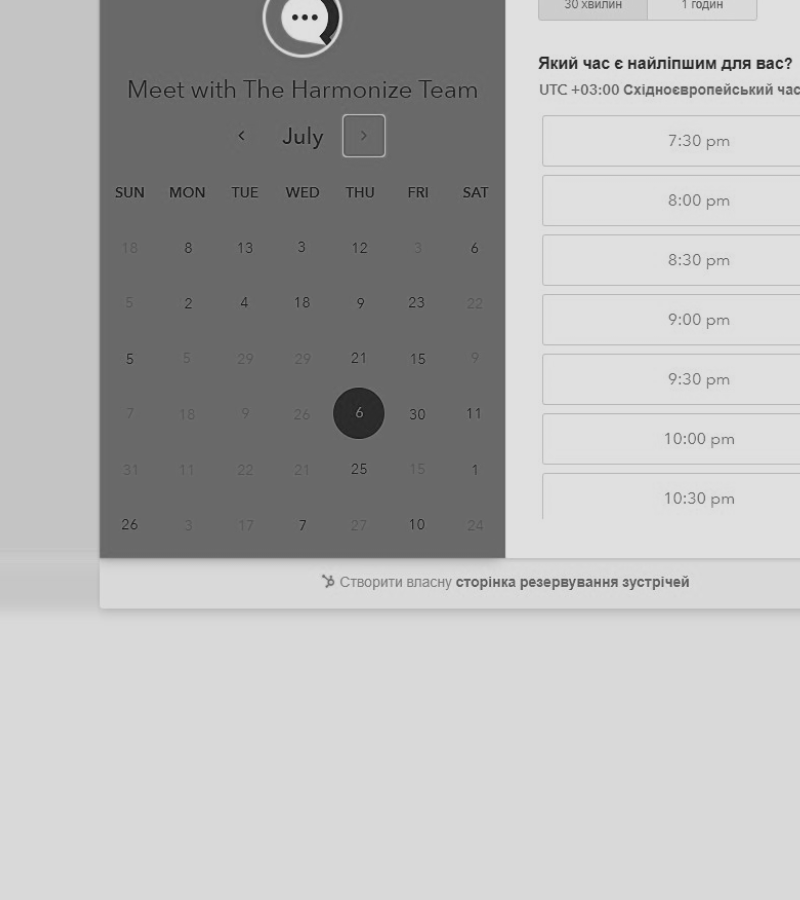 30 хвилин 1 годин
Meet with The Harmonize Team
Який час є найліпшим для вас?
UTC +03:00 Східноєвропейський час
‹ July ›
7:30 pm
SUN MON TUE WED THU FRI SAT
8:00 pm
18 8 13 3 12 3 6
8:30 pm
5 2 4 18 9 23 22
9:00 pm
5 5 29 29 21 15 9
9:30 pm
7 18 9 26 6 30 11
10:00 pm
31 11 22 21 25 15 1
10:30 pm
26 3 17 7 27 10 24
Створити власну сторінка резервування зустрічей